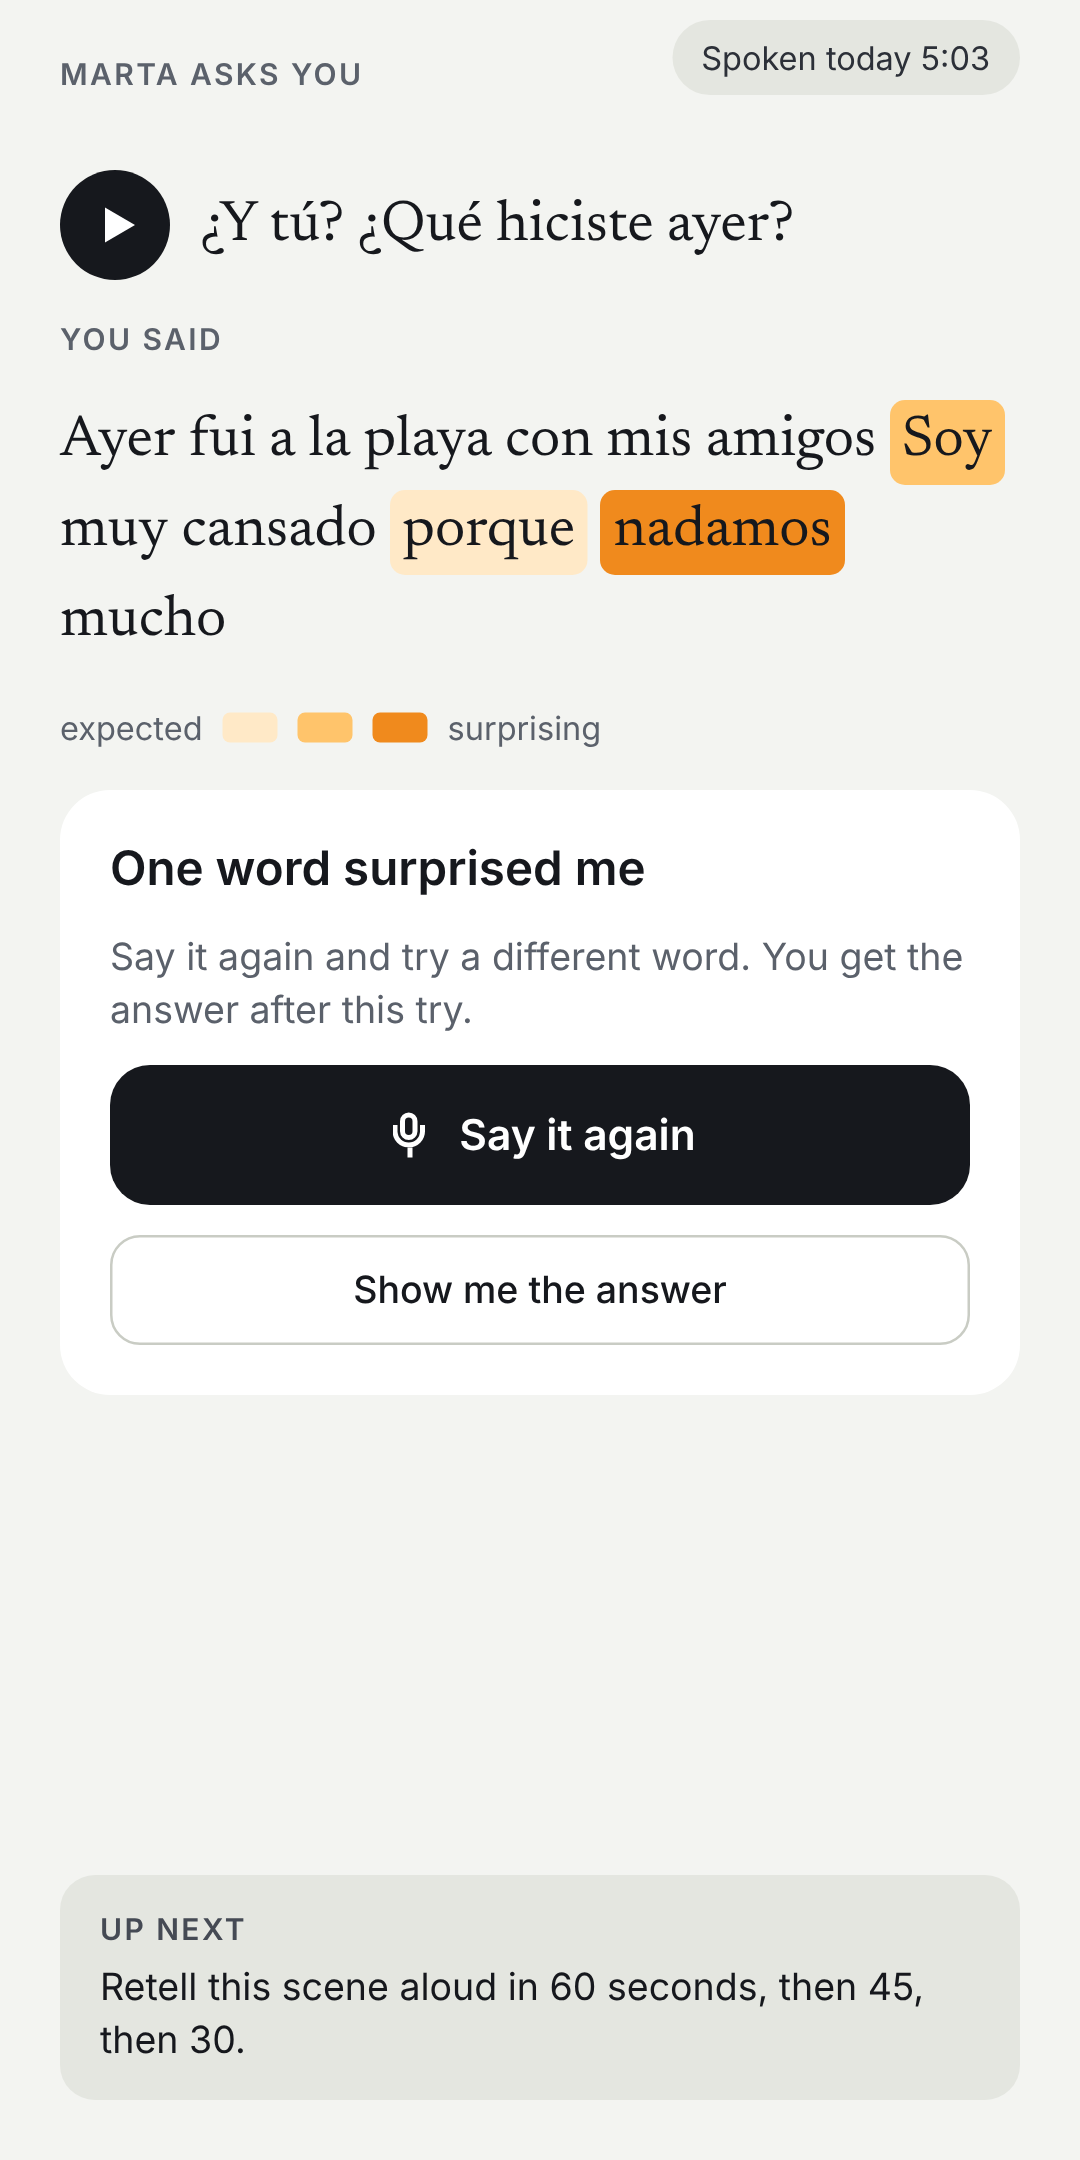 MARTA ASKS YOU
Spoken today 5:03
¿Y tú? ¿Qué hiciste ayer?
YOU SAID
Ayer fui a la playa con mis amigos Soy
muy cansado porque nadamos
mucho
expected surprising
One word surprised me
Say it again and try a different word. You get the
answer after this try.
Say it again
Show me the answer
UP NEXT
Retell this scene aloud in 60 seconds, then 45,
then 30.